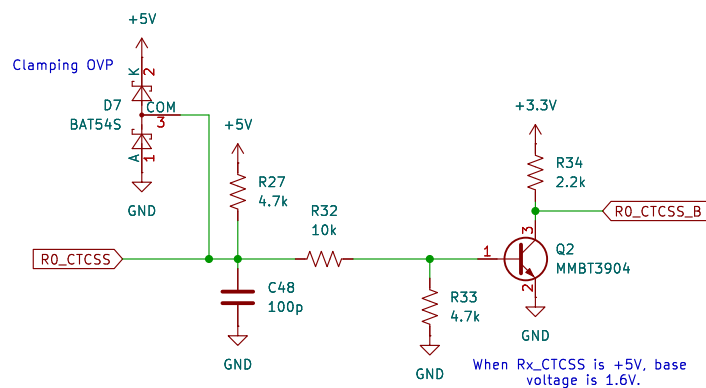 +5V
Clamping OVP
K
2
D7
COM
BAT54S
3
A
1
GND
+5V
R27
4.7k
R0_CTCSS
C48
100p
GND
R32
10k
R33
4.7k
GND
+3.3V
R34
2.2k
R0_CTCSS_B
3
1
Q2
MMBT3904
2
GND
When Rx_CTCSS is +5V, base
voltage is 1.6V.